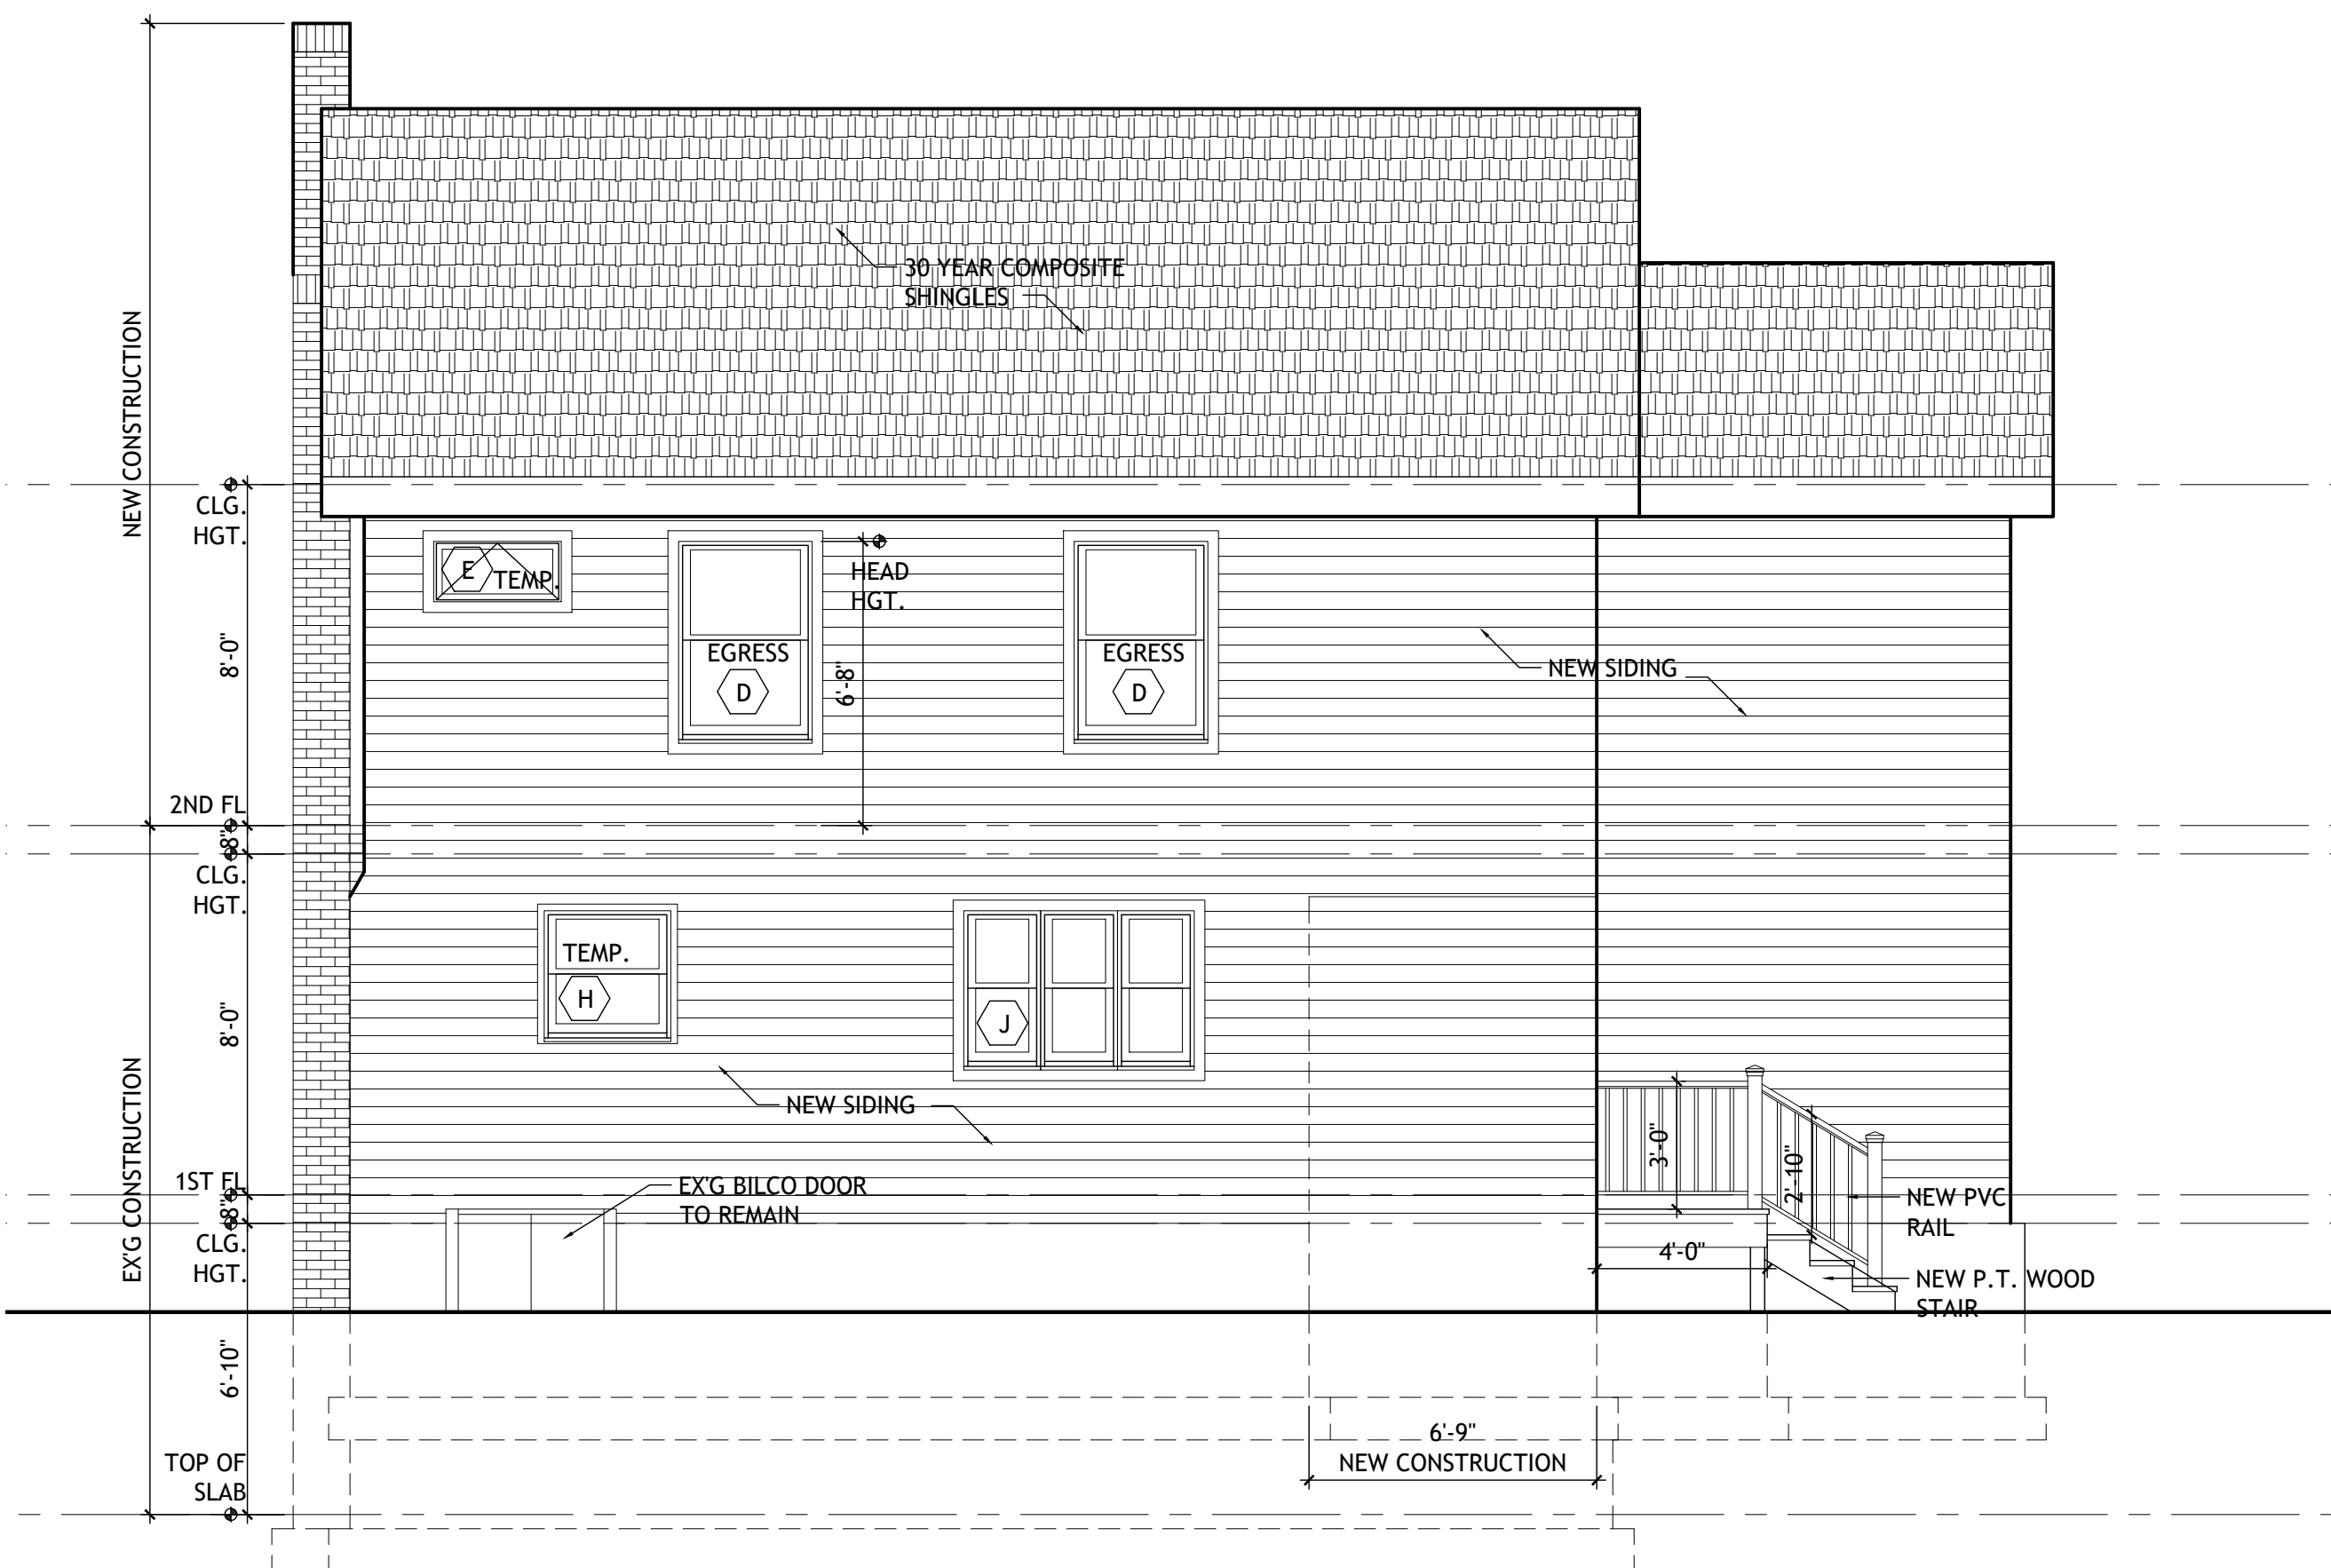 30 YEAR COMPOSITE
SHINGLES
NEW CONSTRUCTION
CLG.
HGT.
E
TEMP.
HEAD
HGT.
EGRESS
D
EGRESS
D
8'-0"
6'-8"
NEW SIDING
2ND FL
8"
CLG.
HGT.
TEMP.
H
J
8'-0"
EX'G CONSTRUCTION
NEW SIDING
3'-0"
2'-10"
1ST FL
8"
EX'G BILCO DOOR
TO REMAIN
NEW PVC
RAIL
CLG.
HGT.
4'-0"
NEW P.T. WOOD
STAIR
6'-10"
6'-9"
NEW CONSTRUCTION
TOP OF
SLAB